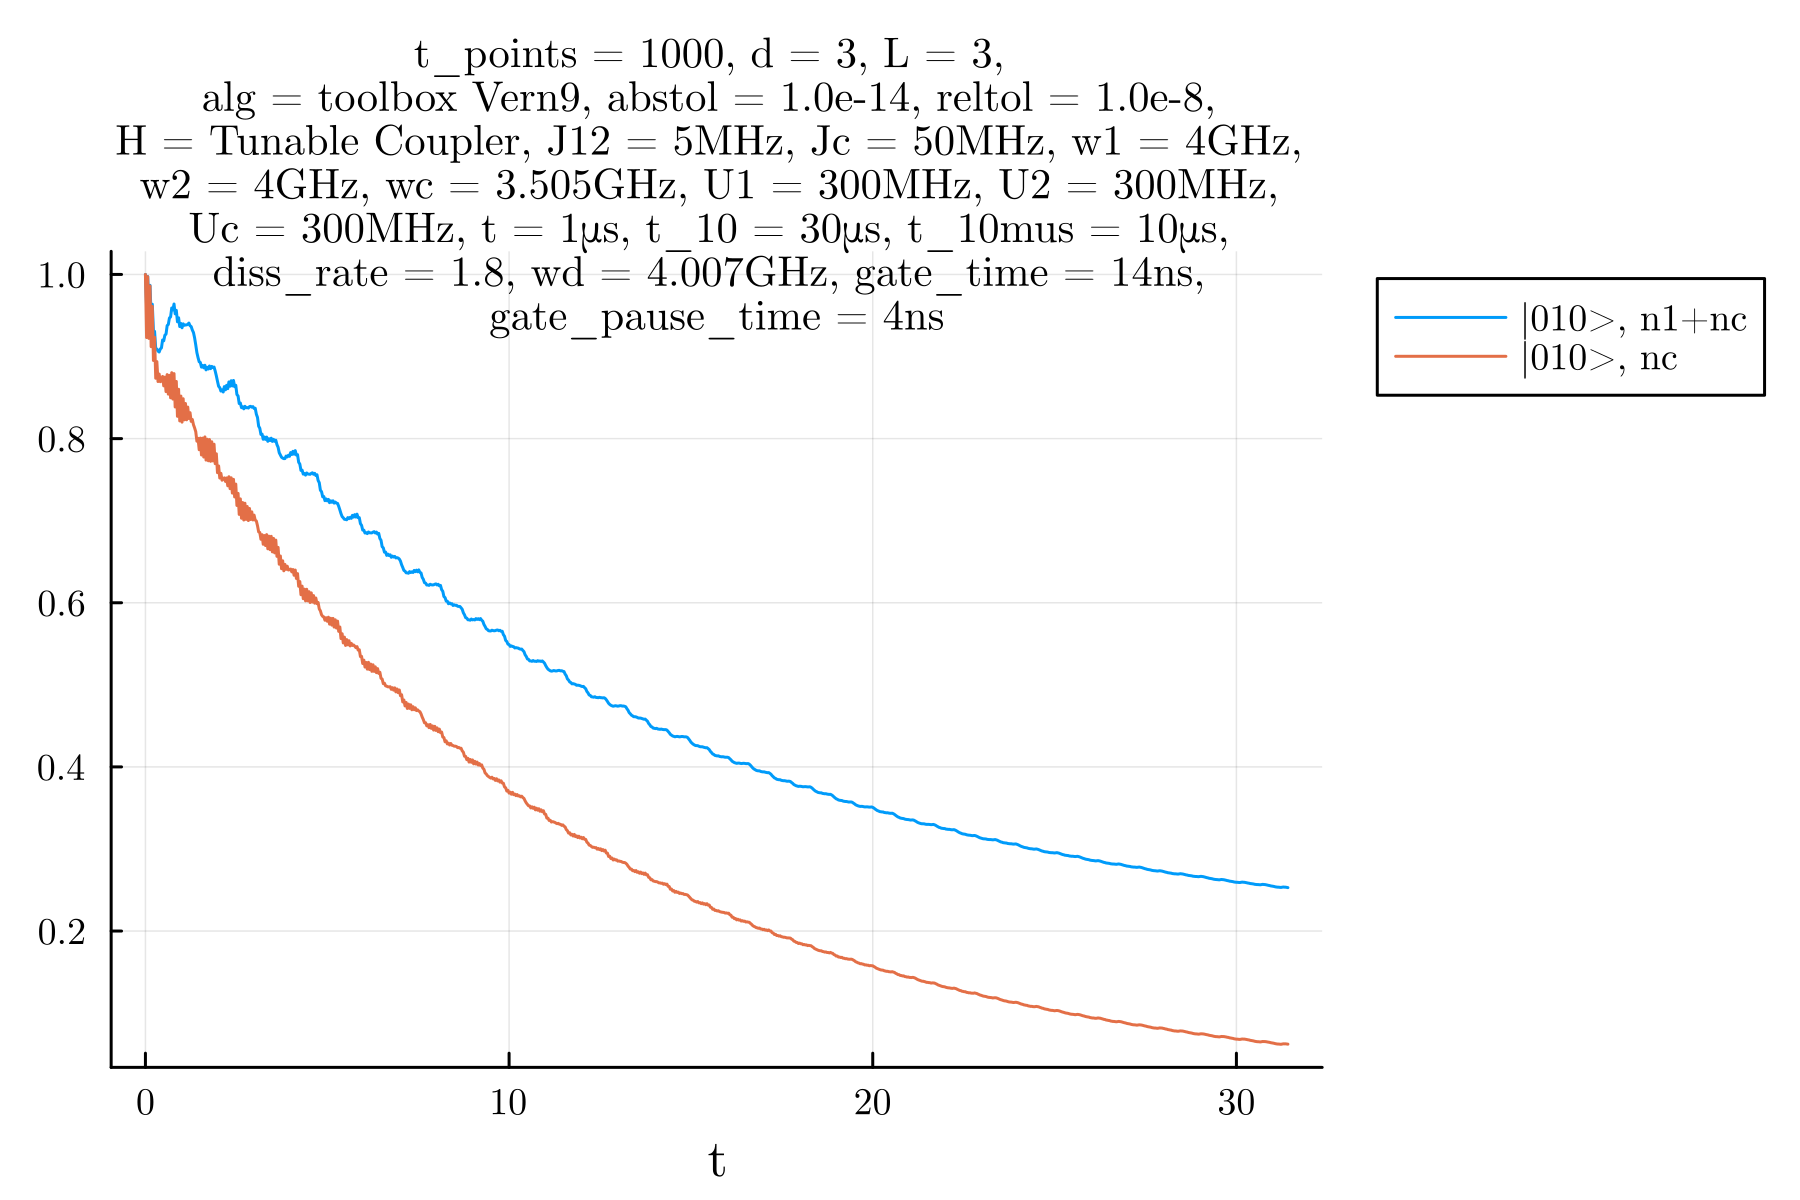 t_points = 1000, d = 3, L = 3,
alg = toolbox Vern9, abstol = 1.0e-14, reltol = 1.0e-8,
H = Tunable Coupler, J12 = 5MHz, Jc = 50MHz, w1 = 4GHz,
w2 = 4GHz, wc = 3.505GHz, U1 = 300MHz, U2 = 300MHz,
Uc = 300MHz, t = 1μs, t_10 = 30μs, t_10mus = 10μs,
diss_rate = 1.8, wd = 4.007GHz, gate_time = 14ns,
gate_pause_time = 4ns
1.0
0.8
0.6
0.4
0.2
0 10 20 30
t
|010>, n1+nc
|010>, nc